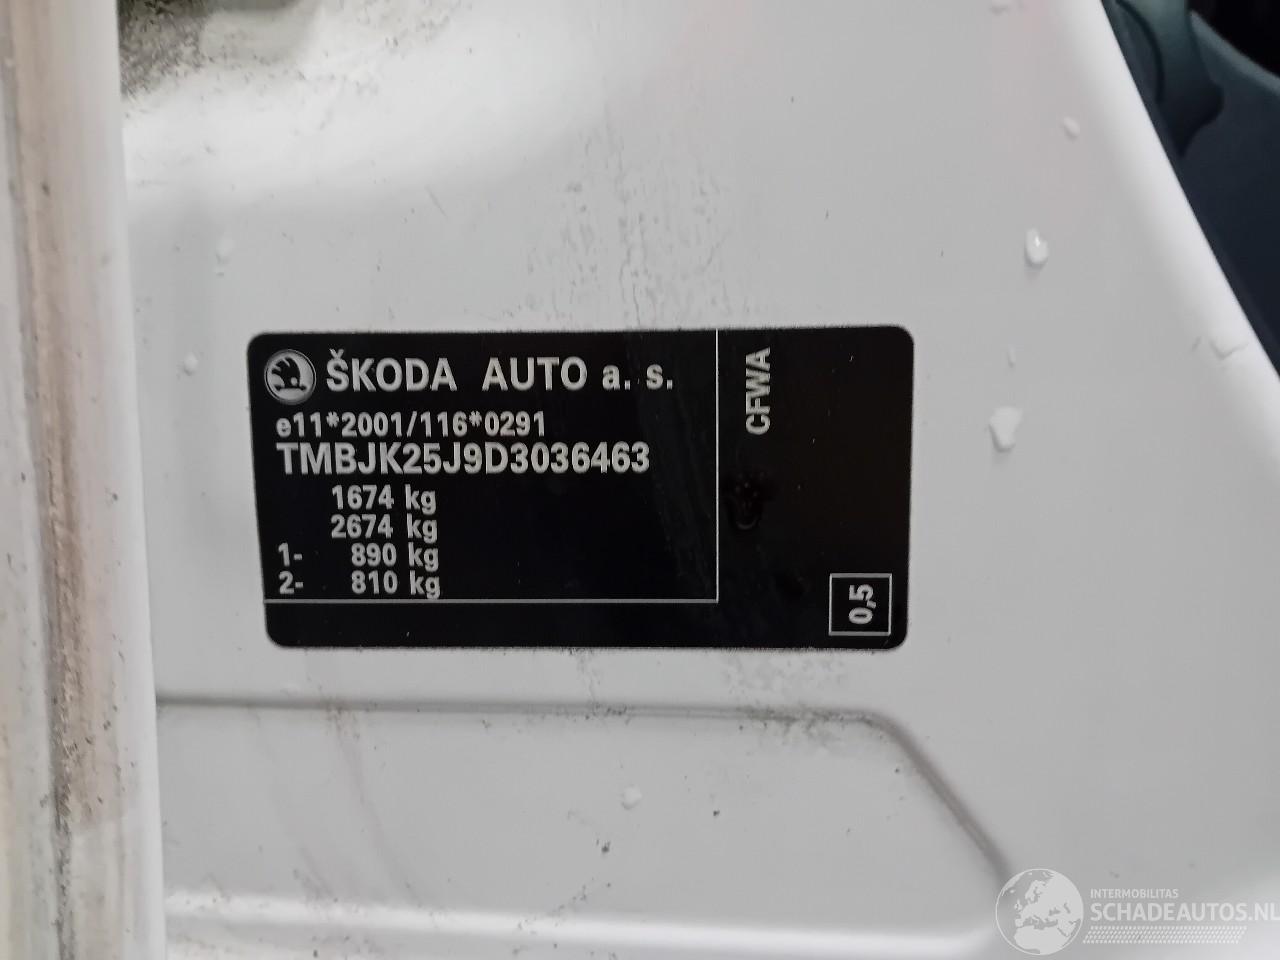 ŠKODA AUTO a. s.
e11*2001/116*0291
TMBJK25J9D3036463
1674 kg
2674 kg
1- 890 kg
2- 810 kg
CFWA
0,5
INTERMOBILITAS
SCHADEAUTOS.NL